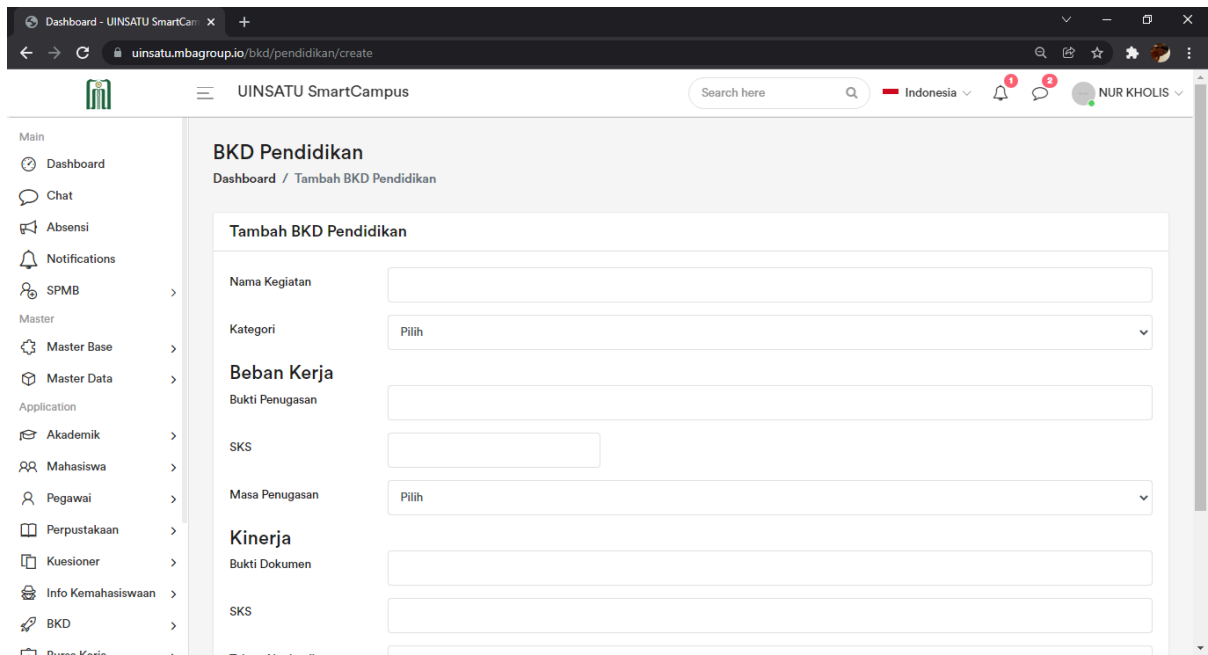 Dashboard - UINSATU SmartCam
uinsatu.mbagroup.io/bkd/pendidikan/create
UINSATU SmartCampus
Search here
Indonesia
1
2
NUR KHOLIS
Main
Dashboard
Chat
Absensi
Notifications
SPMB
Master
Master Base
Master Data
Application
Akademik
Mahasiswa
Pegawai
Perpustakaan
Kuesioner
Info Kemahasiswaan
BKD
BKD Pendidikan
Dashboard / Tambah BKD Pendidikan
Tambah BKD Pendidikan
Nama Kegiatan
Kategori
Pilih
Beban Kerja
Bukti Penugasan
SKS
Masa Penugasan
Pilih
Kinerja
Bukti Dokumen
SKS